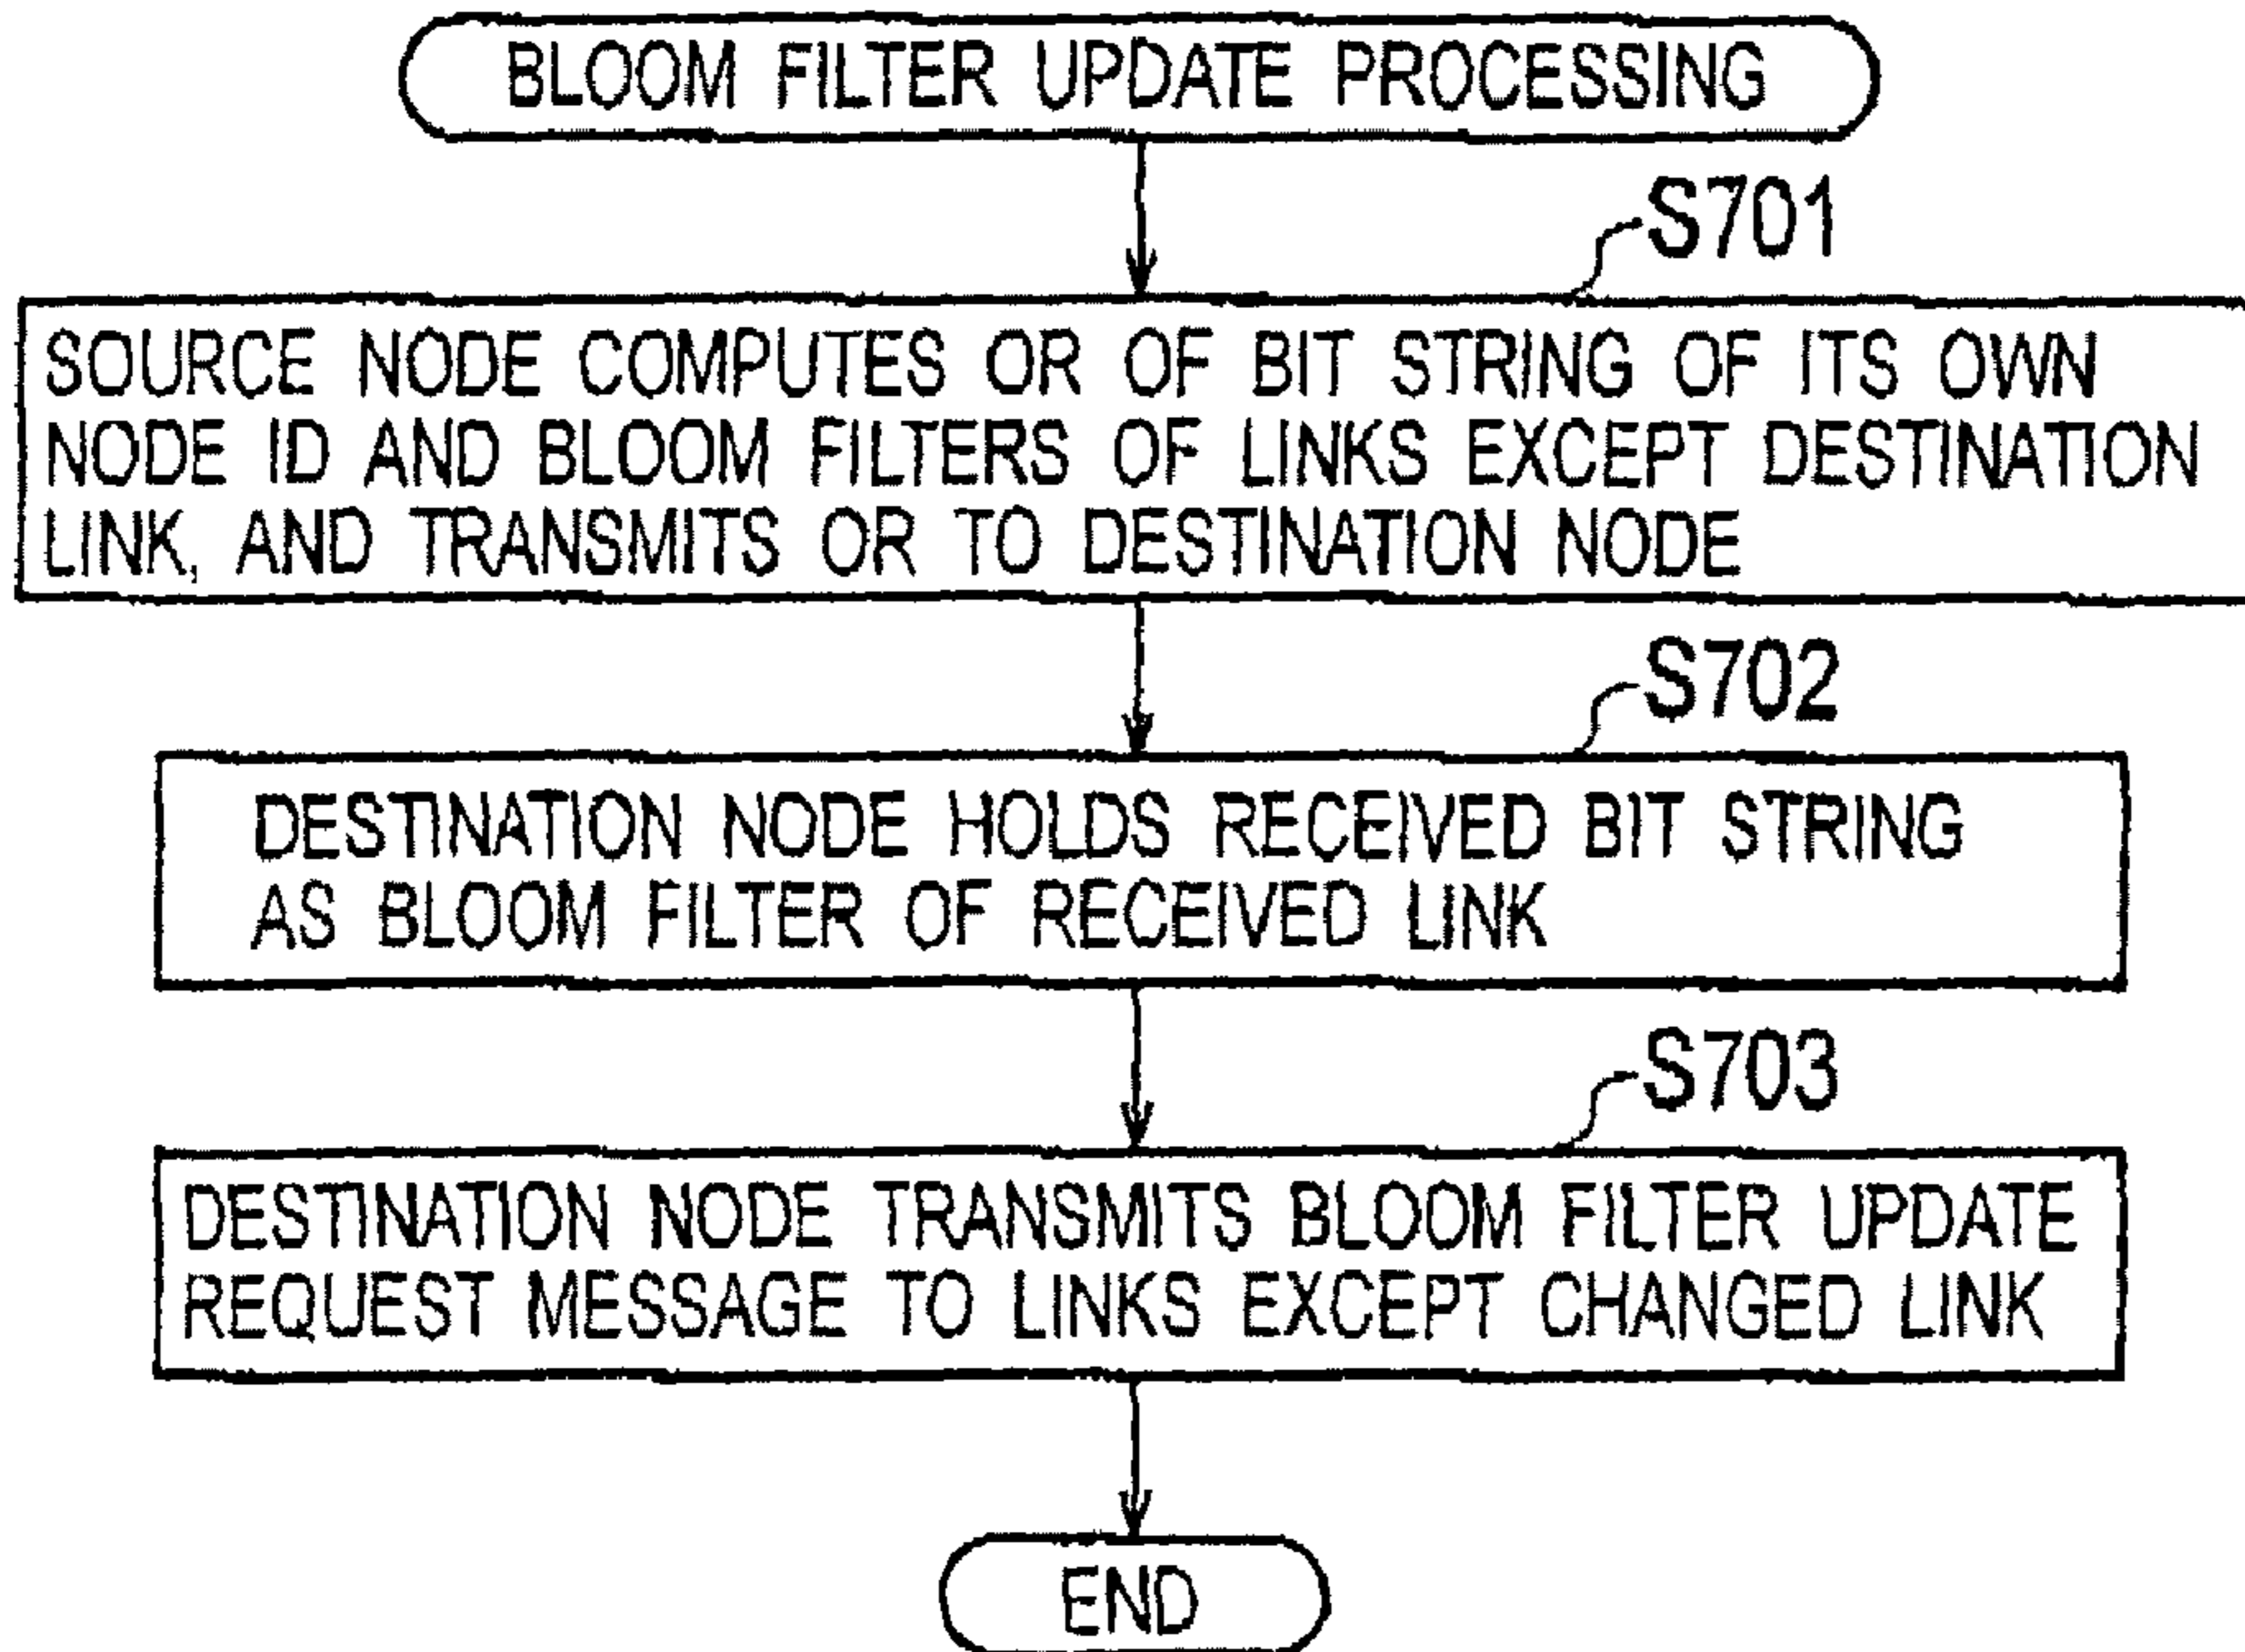 BLOOM FILTER UPDATE PROCESSING
S701
SOURCE NODE COMPUTES OR OF BIT STRING OF ITS OWN
NODE ID AND BLOOM FILTERS OF LINKS EXCEPT DESTINATION
LINK, AND TRANSMITS OR TO DESTINATION NODE
S702
DESTINATION NODE HOLDS RECEIVED BIT STRING
AS BLOOM FILTER OF RECEIVED LINK
S703
DESTINATION NODE TRANSMITS BLOOM FILTER UPDATE
REQUEST MESSAGE TO LINKS EXCEPT CHANGED LINK
END